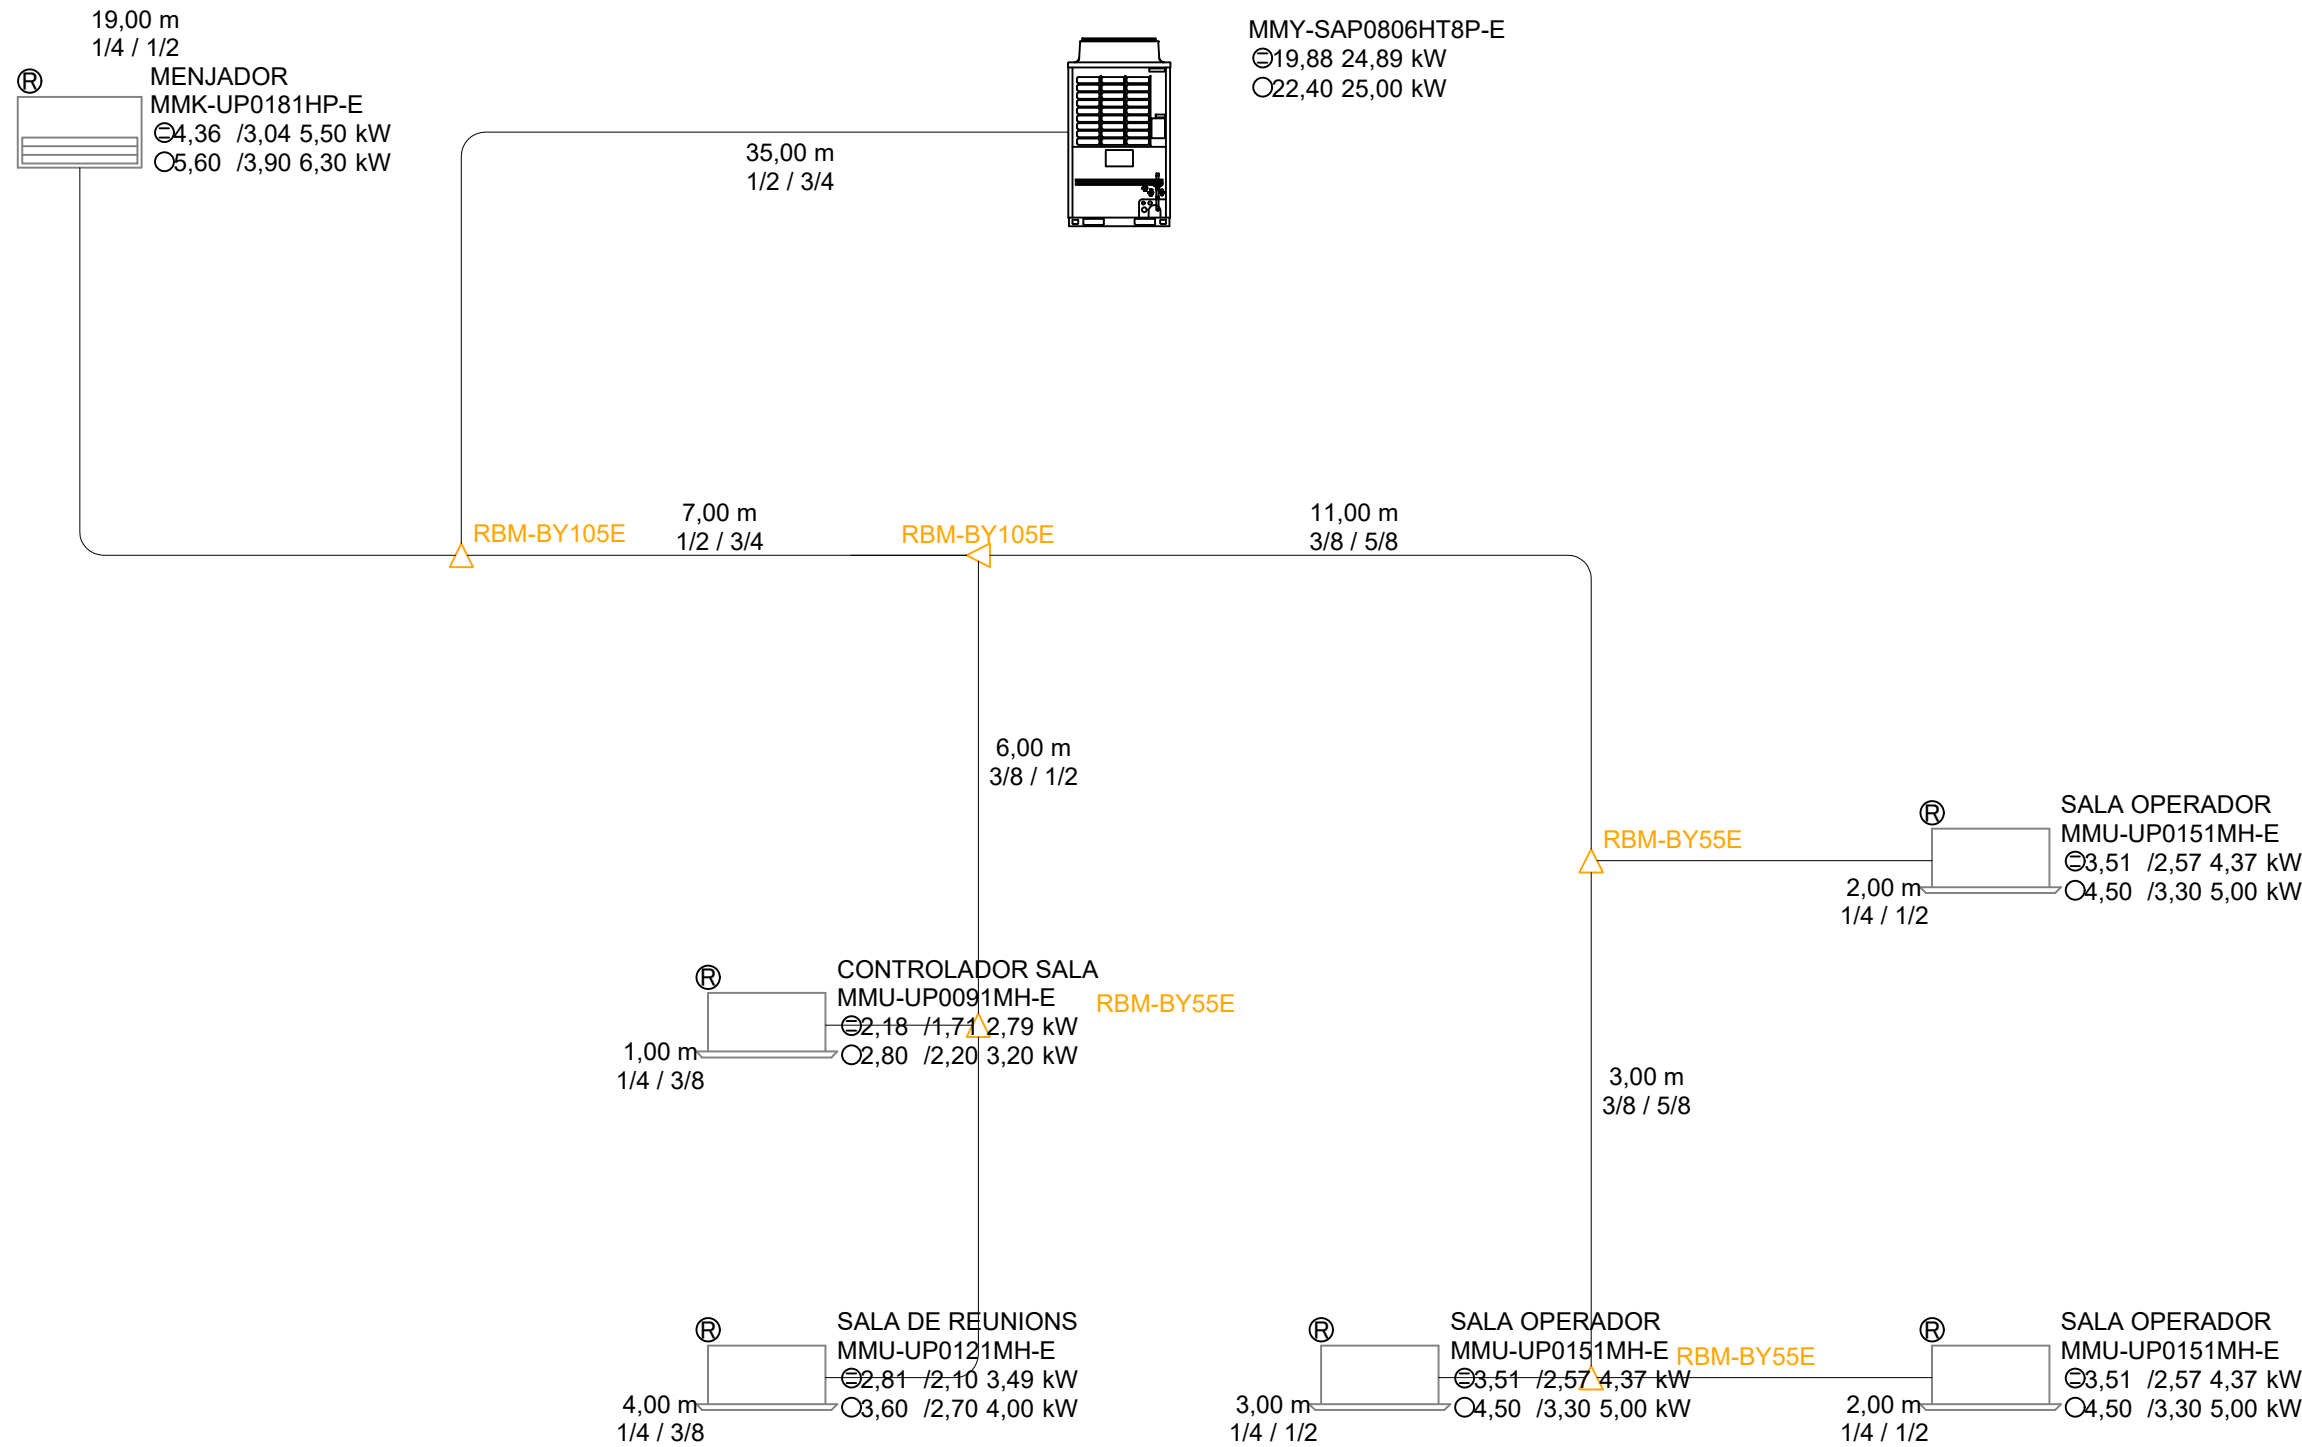 19,00 m
1/4 / 1/2
Ⓡ
MENJADOR
MMK-UP0181HP-E
4,36 /3,04 5,50 kW
5,60 /3,90 6,30 kW
MMY-SAP0806HT8P-E
19,88 24,89 kW
22,40 25,00 kW
35,00 m
1/2 / 3/4
RBM-BY105E
7,00 m
1/2 / 3/4
RBM-BY105E
11,00 m
3/8 / 5/8
6,00 m
3/8 / 1/2
RBM-BY55E
Ⓡ
SALA OPERADOR
MMU-UP0151MH-E
3,51 /2,57 4,37 kW
4,50 /3,30 5,00 kW
2,00 m
1/4 / 1/2
Ⓡ
CONTROLADOR SALA
MMU-UP0091MH-E
2,18 /1,71 2,79 kW
2,80 /2,20 3,20 kW
RBM-BY55E
1,00 m
1/4 / 3/8
3,00 m
3/8 / 5/8
Ⓡ
SALA DE REUNIONS
MMU-UP0121MH-E
2,81 /2,10 3,49 kW
3,60 /2,70 4,00 kW
4,00 m
1/4 / 3/8
Ⓡ
SALA OPERADOR
MMU-UP0151MH-E
3,51 /2,57 4,37 kW
4,50 /3,30 5,00 kW
3,00 m
1/4 / 1/2
RBM-BY55E
Ⓡ
SALA OPERADOR
MMU-UP0151MH-E
3,51 /2,57 4,37 kW
4,50 /3,30 5,00 kW
2,00 m
1/4 / 1/2